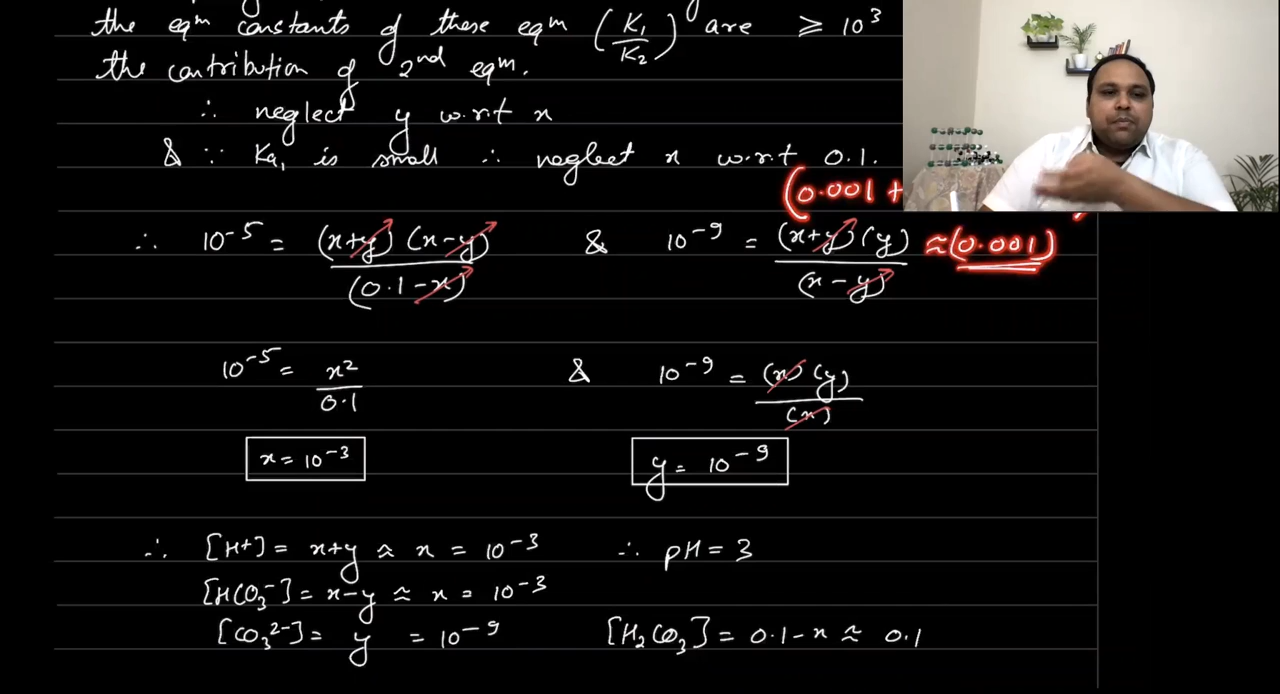 the eqm constants of these eqm (K1/K2) are ≥ 10^3
the contribution of 2nd eqm.
∴ neglect y w.r.t x
& ∵ Ka1 is small ∴ neglect x w.r.t 0.1.
(0.001 +
∴ 10^-5 = (x+y) (x-y) / (0.1-x) & 10^-9 = (x+y) (y) / (x-y) ≈ (0.001)
10^-5 = x^2 / 0.1 & 10^-9 = (x) (y) / (x)
x = 10^-3 y = 10^-9
∴ [H+] = x+y ≈ x = 10^-3 ∴ pH = 3
[HCO3^-] = x-y ≈ x = 10^-3
[CO3^2-] = y = 10^-9 [H2CO3] = 0.1-x ≈ 0.1